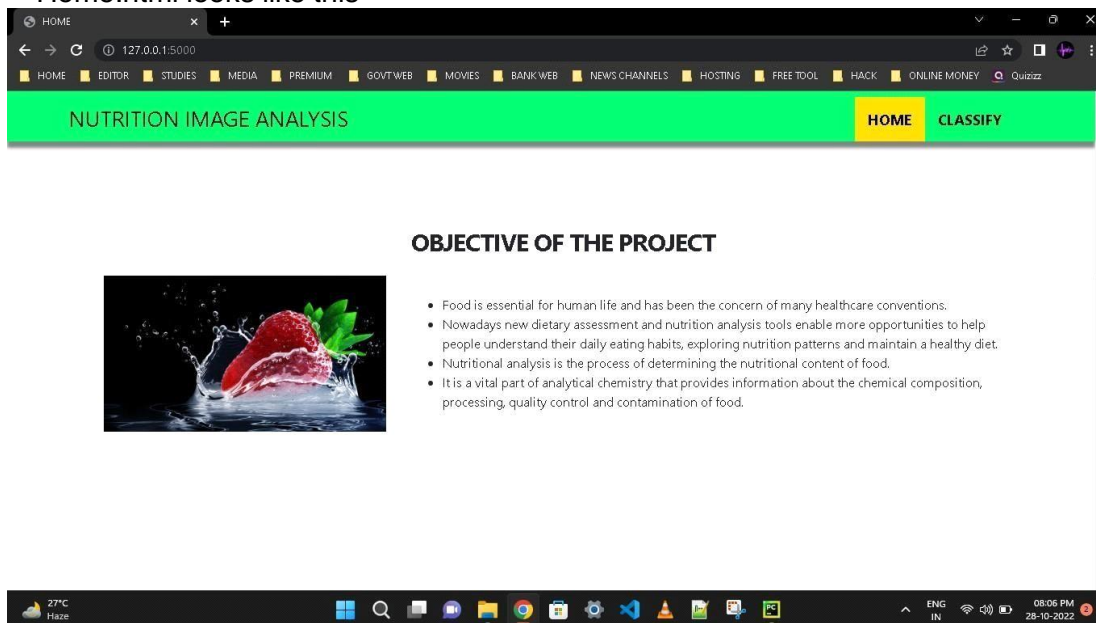 Home.html looks like this
HOME
127.0.0.1:5000
HOME EDITOR STUDIES MEDIA PREMIUM GOVT WEB MOVIES BANK WEB NEWS CHANNELS HOSTING FREE TOOL HACK ONLINE MONEY Quizizz
NUTRITION IMAGE ANALYSIS HOME CLASSIFY
OBJECTIVE OF THE PROJECT
• Food is essential for human life and has been the concern of many healthcare conventions.
• Nowadays new dietary assessment and nutrition analysis tools enable more opportunities to help
people understand their daily eating habits, exploring nutrition patterns and maintain a healthy diet.
• Nutritional analysis is the process of determining the nutritional content of food.
• It is a vital part of analytical chemistry that provides information about the chemical composition,
processing, quality control and contamination of food.
27°C
Haze
ENG
IN
08:06 PM
28-10-2022
2